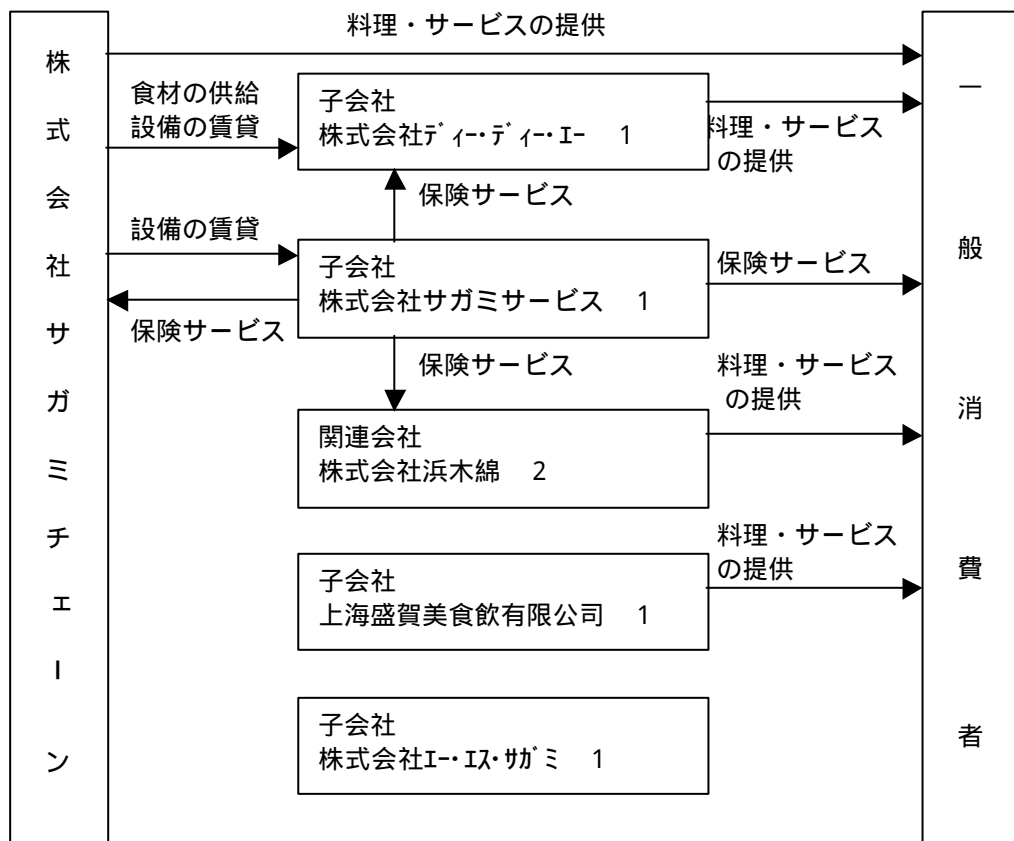 株式会社サガミチェーン
料理・サービスの提供
食材の供給
設備の賃貸
子会社
株式会社ﾃﾞｨｰ･ﾃﾞｨｰ･ｴｰ 1
料理・サービス
の提供
保険サービス
設備の賃貸
子会社
株式会社サガミサービス 1
保険サービス
保険サービス
保険サービス
関連会社
株式会社浜木綿 2
料理・サービス
の提供
子会社
上海盛賀美食飲有限公司 1
料理・サービス
の提供
子会社
株式会社ｴｰ･ｴｽ･ｻｶﾞﾐ 1
一般消費者